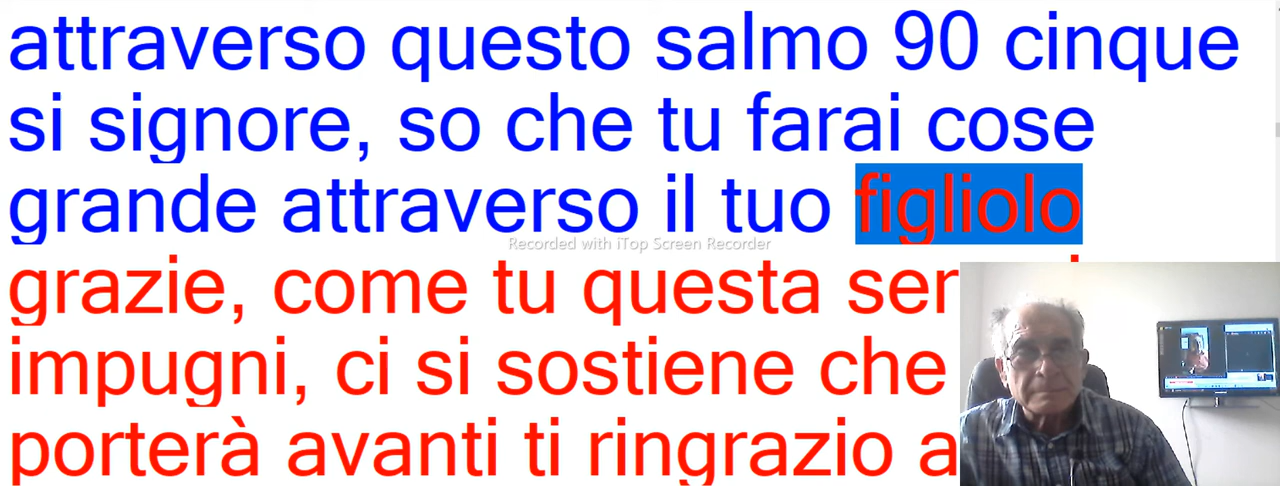 attraverso questo salmo 90 cinque
si signore, so che tu farai cose
grande attraverso il tuo figliolo
Recorded with iTop Screen Recorder
grazie, come tu questa
impugni, ci si sostiene che
porterà avanti ti ringrazio